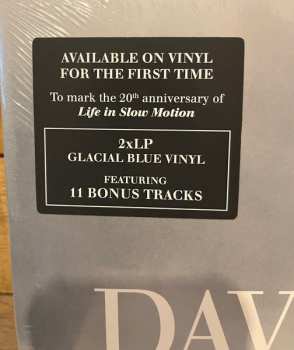 AVAILABLE ON VINYL
FOR THE FIRST TIME
To mark the 20th anniversary of
Life in Slow Motion
2xLP
GLACIAL BLUE VINYL
FEATURING
11 BONUS TRACKS
DAV